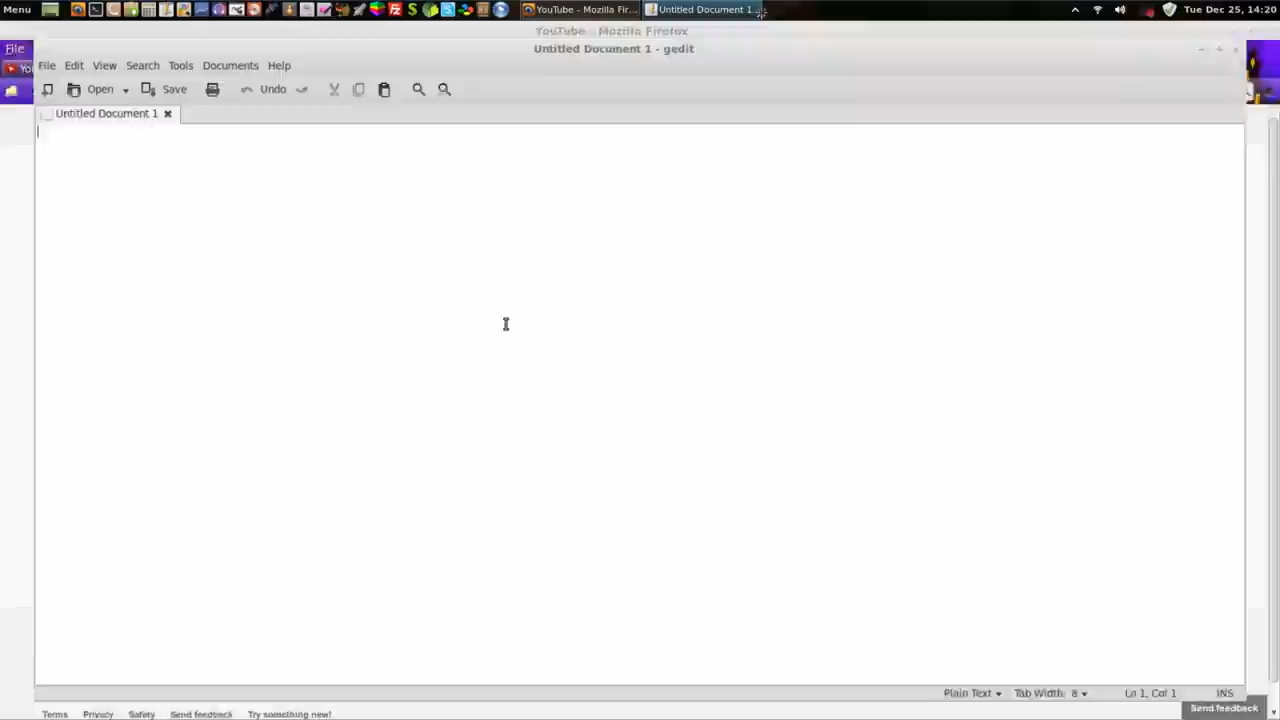 Menu YouTube - Mozilla Fir... Untitled Document 1... Tue Dec 25, 14:20
YouTube - Mozilla Firefox
File Untitled Document 1 - gedit
File Edit View Search Tools Documents Help
Open Save Undo
Untitled Document 1
Plain Text Tab Width: 8 Ln 1, Col 1 INS
Terms Privacy Safety Send feedback Try something new! Send feedback